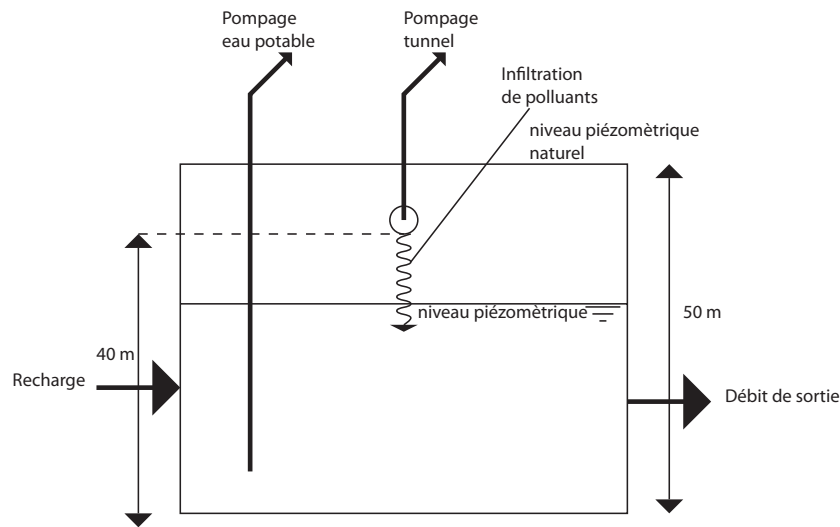 Pompage
eau potable
Pompage
tunnel
Infiltration
de polluants
niveau piézomètrique
naturel
niveau piézomètrique
50 m
40 m
Recharge
Débit de sortie